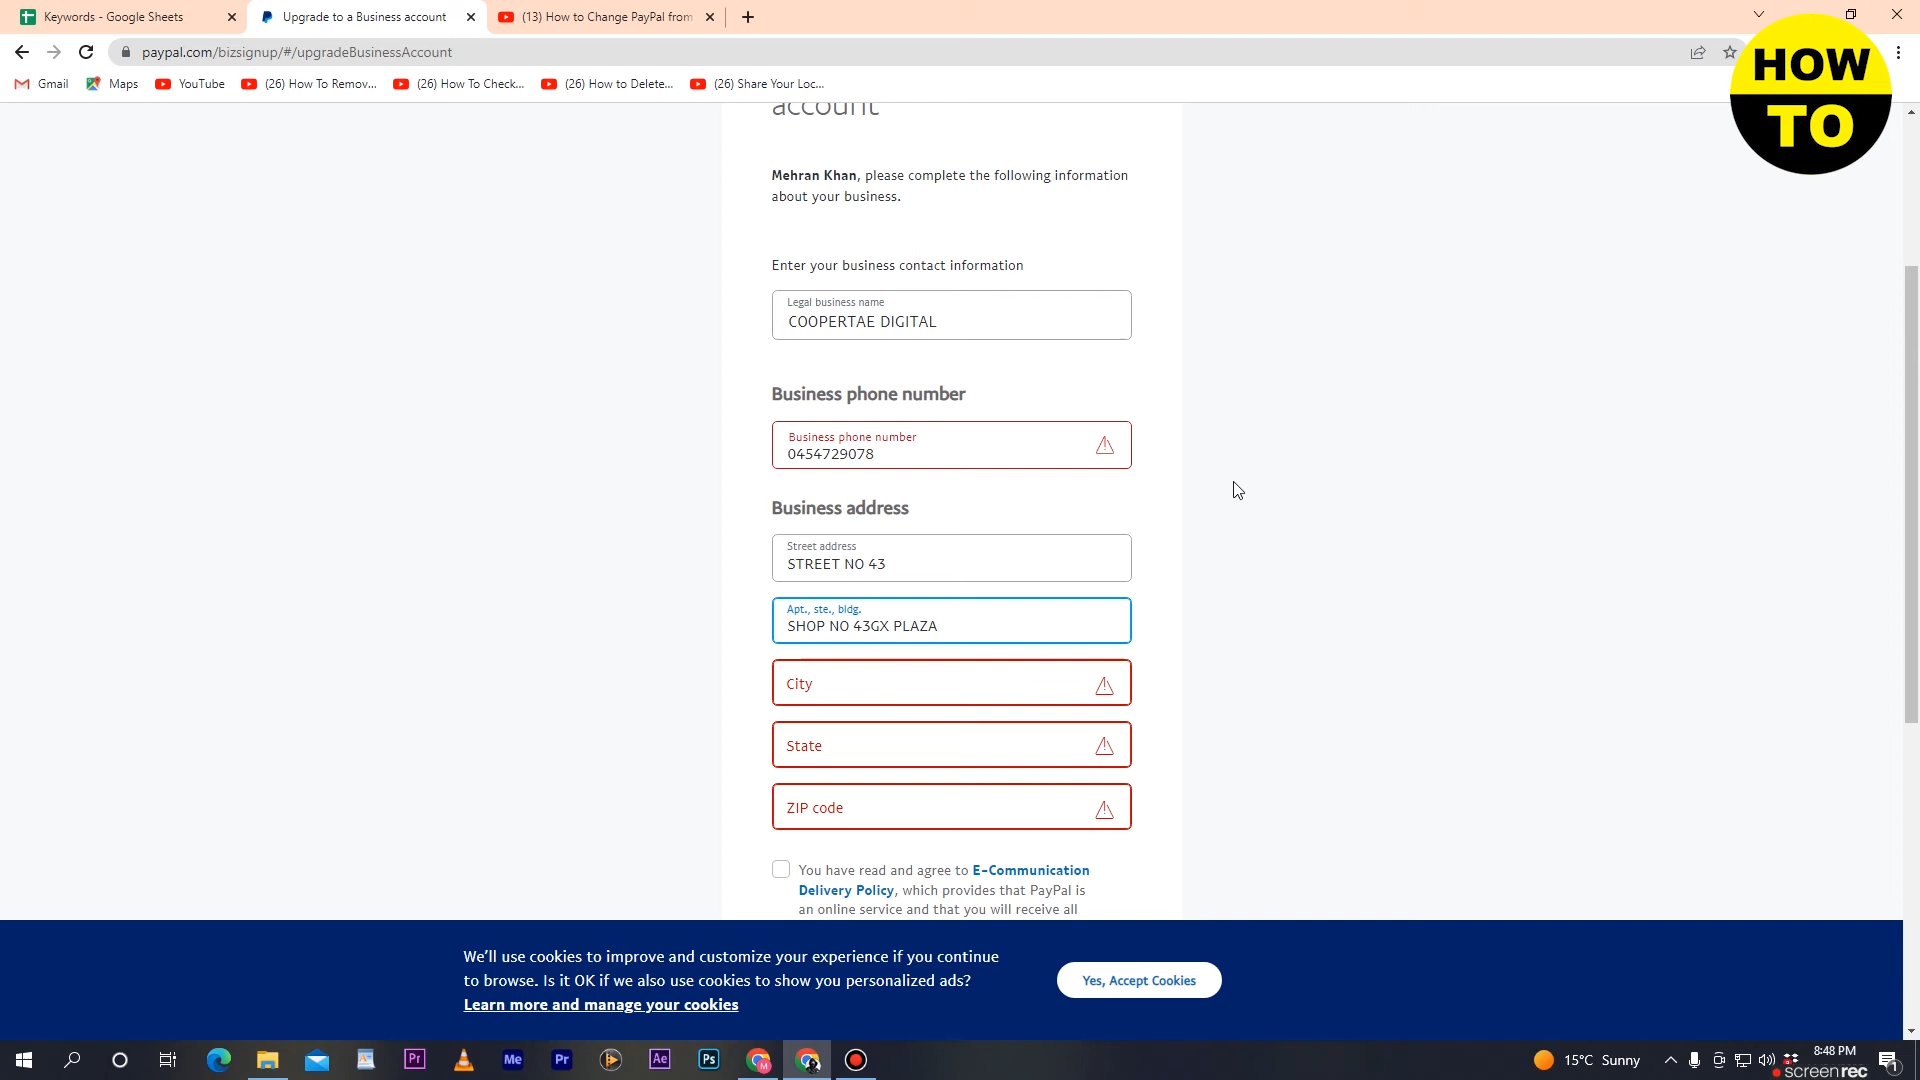 Keywords - Google Sheets
Upgrade to a Business account
(13) How to Change PayPal from
paypal.com/bizsignup/#/upgradeBusinessAccount
Gmail
Maps
YouTube
(26) How To Remov...
(26) How To Check...
(26) How to Delete...
(26) Share Your Loc...
HOW
TO
account
Mehran Khan, please complete the following information
about your business.
Enter your business contact information
Legal business name
COOPERTAE DIGITAL
Business phone number
Business phone number
0454729078
Business address
Street address
STREET NO 43
Apt., ste., bldg.
SHOP NO 43GX PLAZA
City
State
ZIP code
You have read and agree to E-Communication
Delivery Policy, which provides that PayPal is
an online service and that you will receive all
We'll use cookies to improve and customize your experience if you continue
to browse. Is it OK if we also use cookies to show you personalized ads?
Learn more and manage your cookies
Yes, Accept Cookies
Pr
Me
Pr
Ae
Ps
M
15°C Sunny
8:48 PM
1
screenrec